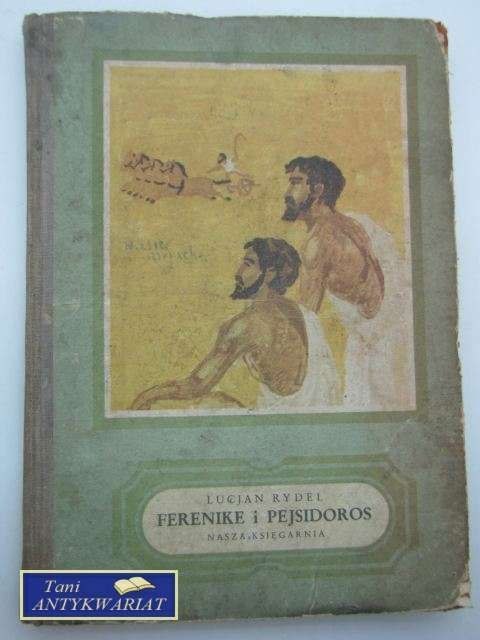 LUCJAN RYDEL
FERENIKE i PEJSIDOROS
NASZA KSIĘGARNIA
Tani
ANTYKWARIAT